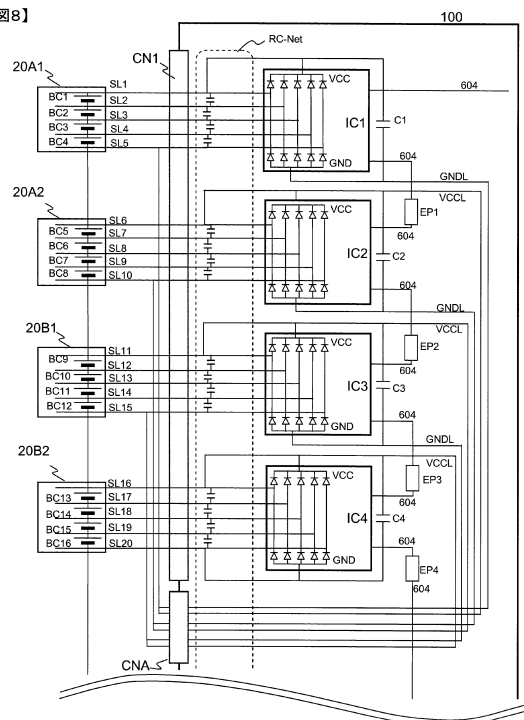 図8】
100
RC-Net
CN1
20A1
SL1
VCC
604
BC1
SL2
BC2
SL3
IC1
C1
BC3
SL4
BC4
SL5
604
GND
GNDL
VCCL
20A2
EP1
SL6
VCC
604
BC5
SL7
BC6
SL8
IC2
BC7
SL9
C2
BC8
SL10
604
GND
GNDL
VCCL
20B1
EP2
SL11
VCC
604
BC9
SL12
BC10
SL13
IC3
C3
BC11
SL14
BC12
SL15
604
GND
GNDL
20B2
VCCL
SL16
VCC
EP3
BC13
SL17
604
BC14
SL18
IC4
C4
BC15
SL19
604
BC16
SL20
GND
EP4
604
CNA